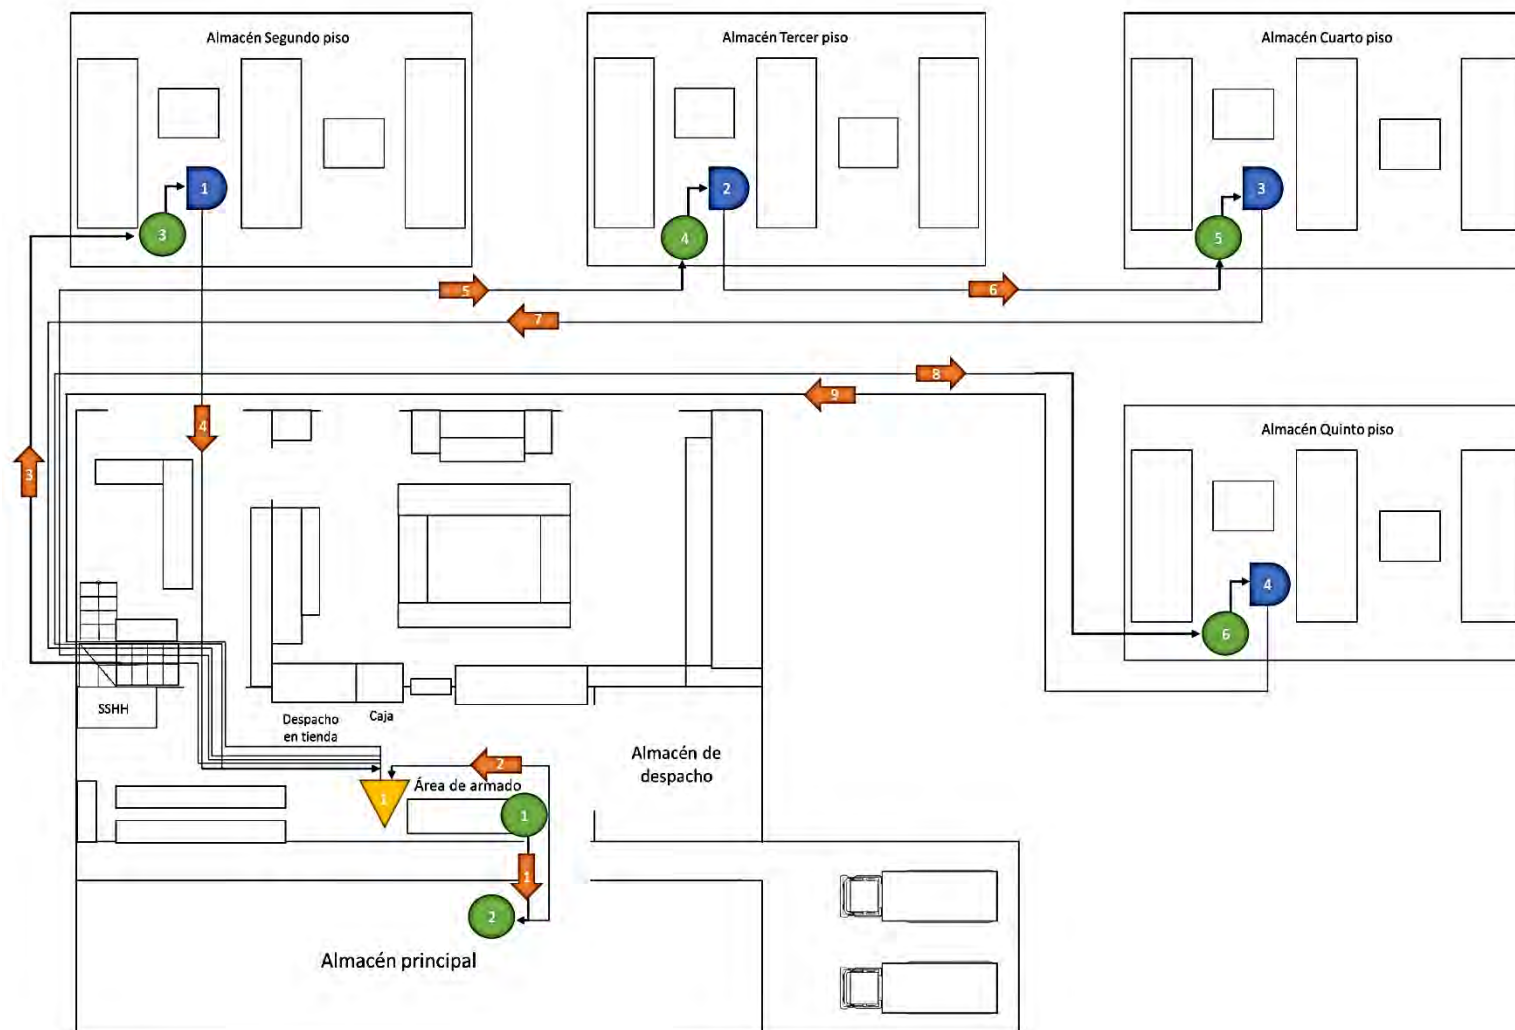 Almacén Segundo piso
Almacén Tercer piso
Almacén Cuarto piso
1
2
3
3
4
5
5
6
7
8
9
4
3
Almacén Quinto piso
4
6
SSHH
Despacho
en tienda
Caja
Almacén de
despacho
2
Área de armado
1
1
1
2
Almacén principal